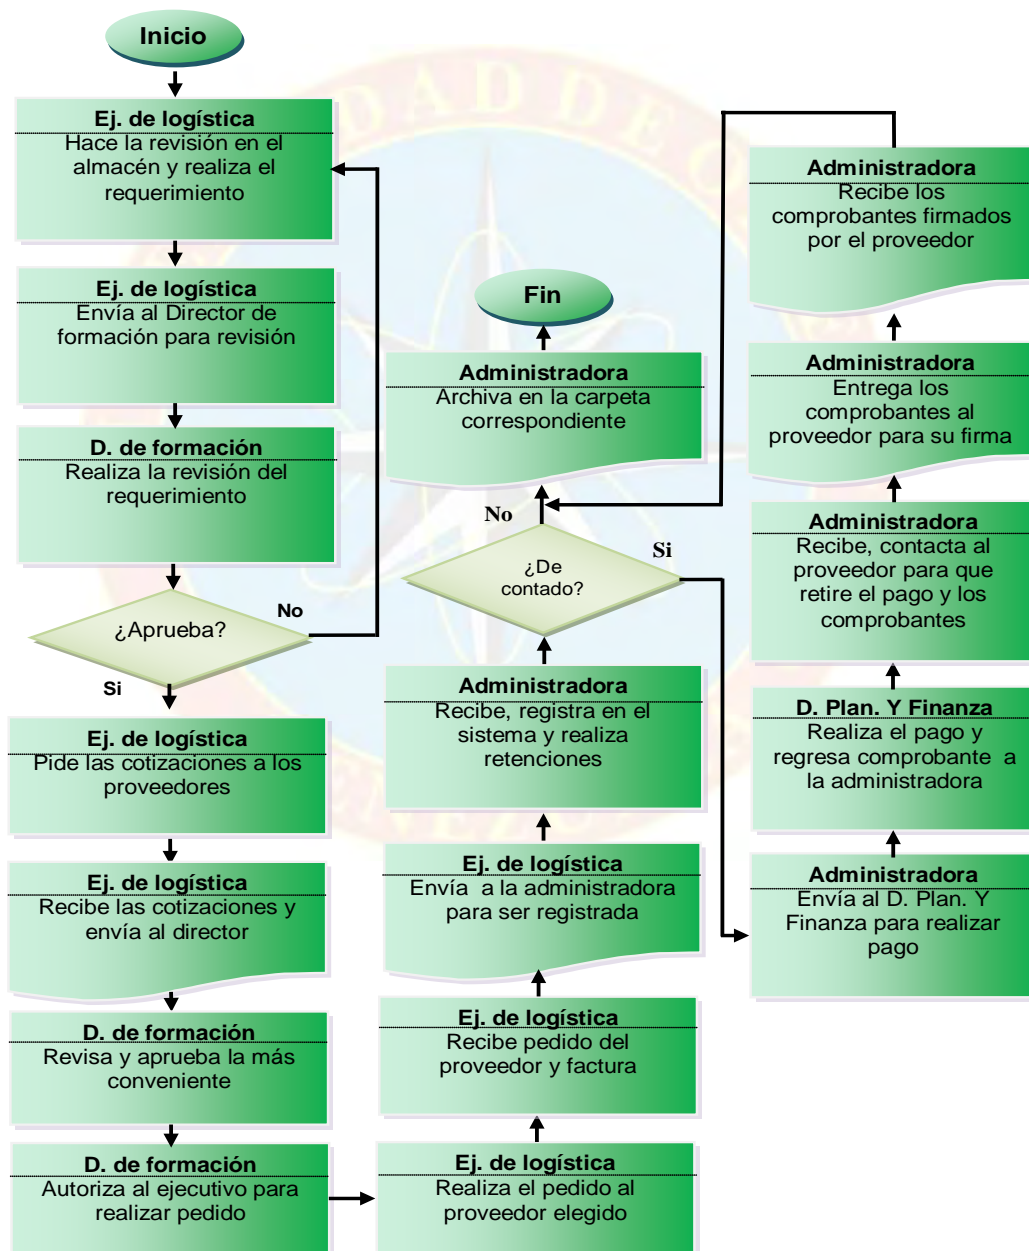 Inicio
Ej. de logística
Hace la revisión en el
almacén y realiza el
requerimiento
Ej. de logística
Envía al Director de
formación para revisión
D. de formación
Realiza la revisión del
requerimiento
¿Aprueba?
No
Si
Ej. de logística
Pide las cotizaciones a los
proveedores
Ej. de logística
Recibe las cotizaciones y
envía al director
D. de formación
Revisa y aprueba la más
conveniente
D. de formación
Autoriza al ejecutivo para
realizar pedido
Ej. de logística
Realiza el pedido al
proveedor elegido
Ej. de logística
Recibe pedido del
proveedor y factura
Ej. de logística
Envía a la administradora
para ser registrada
Administradora
Recibe, registra en el
sistema y realiza
retenciones
¿De
contado?
No
Si
Administradora
Archiva en la carpeta
correspondiente
Fin
Administradora
Envía al D. Plan. Y
Finanza para realizar
pago
D. Plan. Y Finanza
Realiza el pago y
regresa comprobante a
la administradora
Administradora
Recibe, contacta al
proveedor para que
retire el pago y los
comprobantes
Administradora
Entrega los
comprobantes al
proveedor para su firma
Administradora
Recibe los
comprobantes firmados
por el proveedor